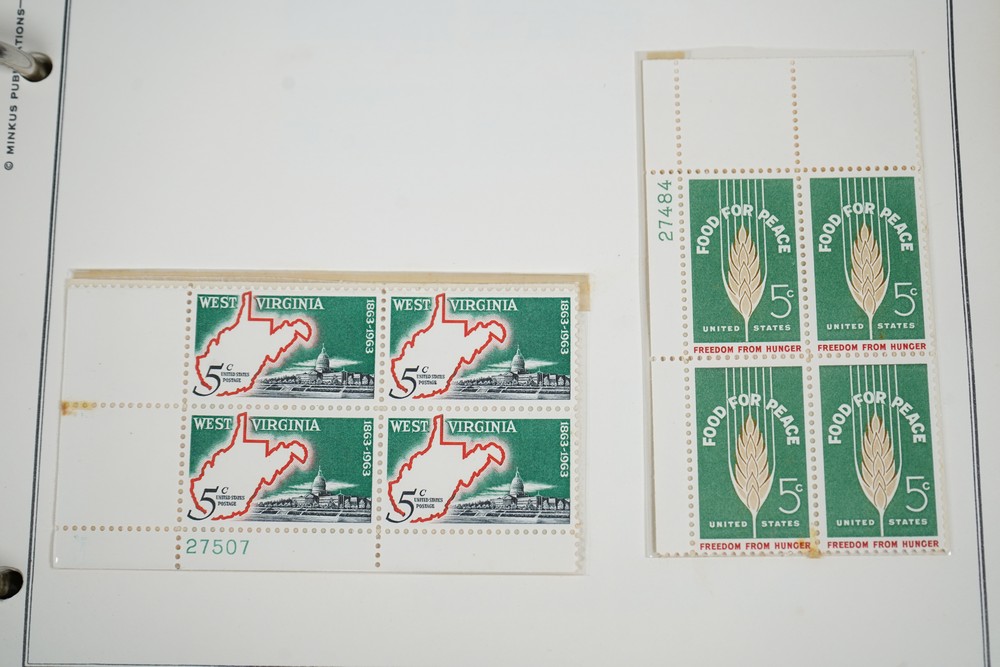 © MINKUS PUBLICATIONS
WEST VIRGINIA
1863-1963
5c
UNITED STATES
POSTAGE
WEST VIRGINIA
1863-1963
5c
UNITED STATES
POSTAGE
WEST VIRGINIA
1863-1963
5c
UNITED STATES
POSTAGE
WEST VIRGINIA
1863-1963
5c
UNITED STATES
POSTAGE
27507
27484
FOOD FOR PEACE
5c
UNITED STATES
FREEDOM FROM HUNGER
FOOD FOR PEACE
5c
UNITED STATES
FREEDOM FROM HUNGER
FOOD FOR PEACE
5c
UNITED STATES
FREEDOM FROM HUNGER
FOOD FOR PEACE
5c
UNITED STATES
FREEDOM FROM HUNGER